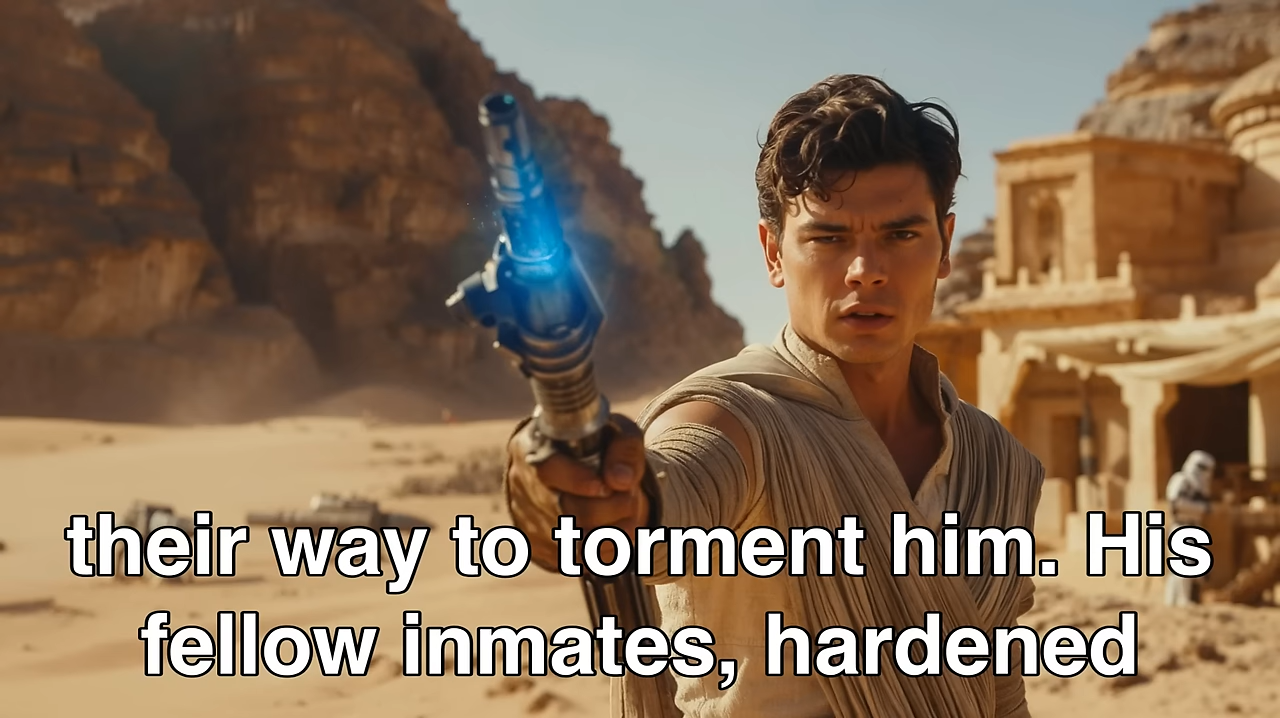 their way to torment him. His
fellow inmates, hardened